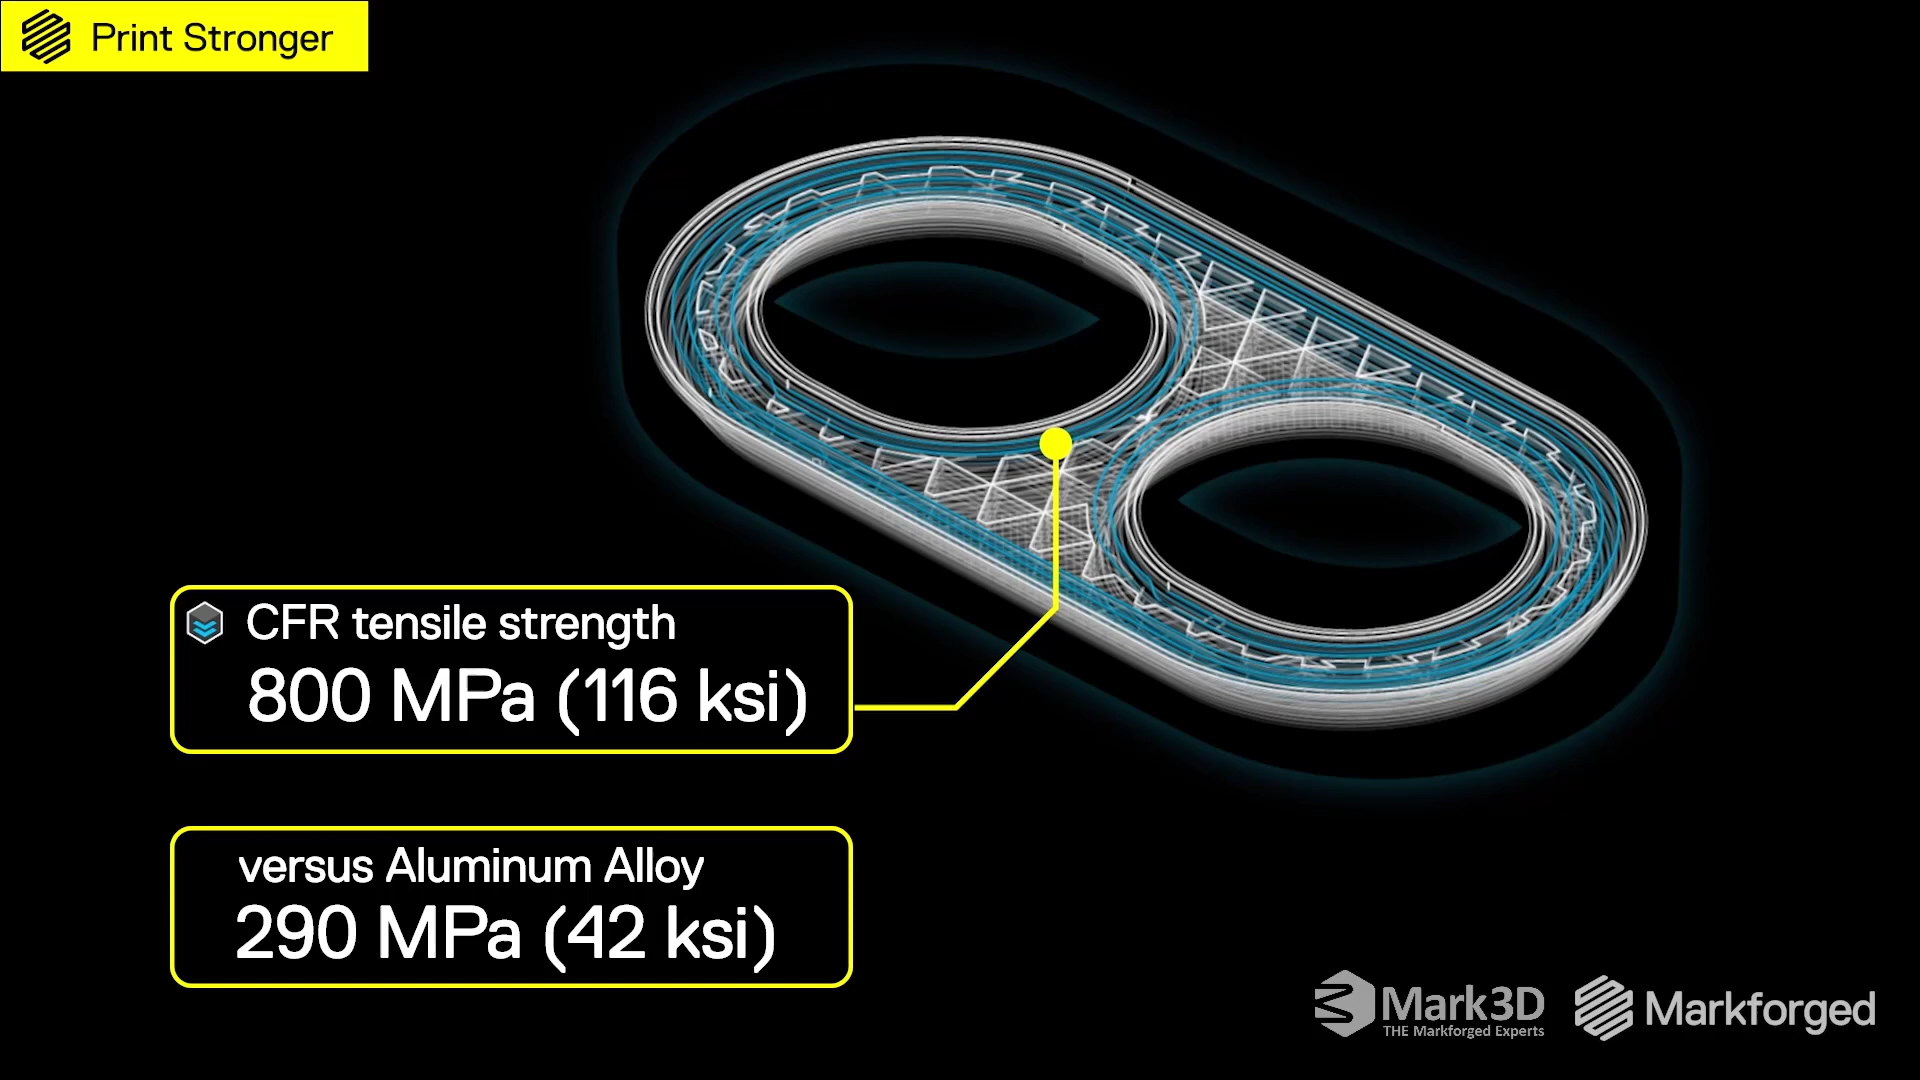 Print Stronger
CFR tensile strength
800 MPa (116 ksi)
versus Aluminum Alloy
290 MPa (42 ksi)
Mark3D
THE Markforged Experts
Markforged